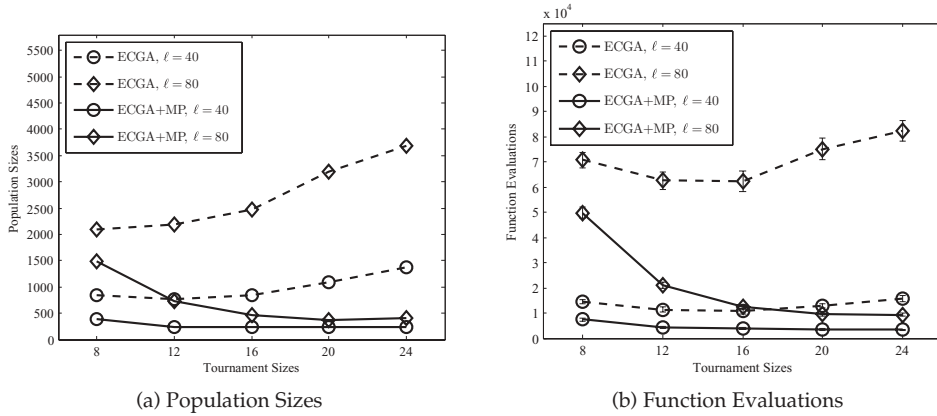 5500
5000
4500
4000
3500
3000
2500
2000
1500
1000
500
0
Population Sizes
ECGA, ℓ = 40
ECGA, ℓ = 80
ECGA+MP, ℓ = 40
ECGA+MP, ℓ = 80
8 12 16 20 24
Tournament Sizes
(a) Population Sizes
x 10⁴
12
11
10
9
8
7
6
5
4
3
2
1
0
Function Evaluations
ECGA, ℓ = 40
ECGA, ℓ = 80
ECGA+MP, ℓ = 40
ECGA+MP, ℓ = 80
8 12 16 20 24
Tournament Sizes
(b) Function Evaluations